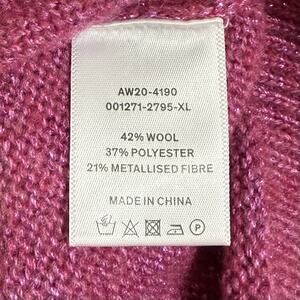 AW20-4190
001271-2795-XL
42% WOOL
37% POLYESTER
21% METALLISED FIBRE
MADE IN CHINA